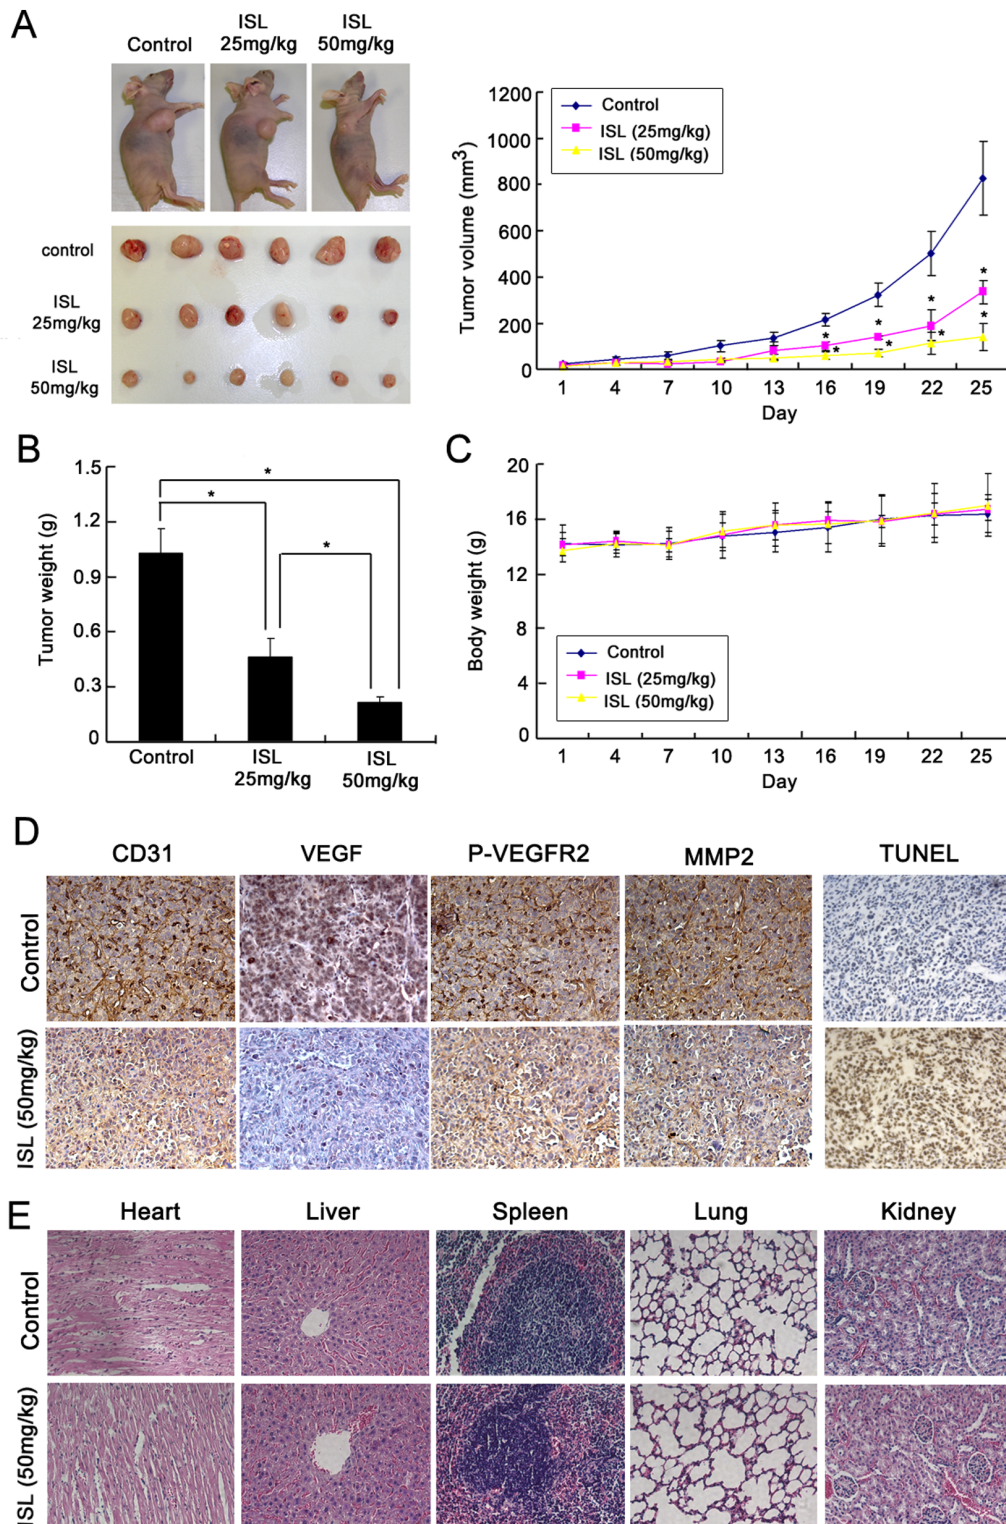 A
Control
ISL
25mg/kg
ISL
50mg/kg
control
ISL
25mg/kg
ISL
50mg/kg
Tumor volume (mm³)
1200
1000
800
600
400
200
0
Control
ISL (25mg/kg)
ISL (50mg/kg)
*
*
*
*
*
*
*
*
1 4 7 10 13 16 19 22 25
Day
B
Tumor weight (g)
1.5
1.2
0.9
0.6
0.3
0
*
*
*
Control
ISL
25mg/kg
ISL
50mg/kg
C
Body weight (g)
20
16
12
8
4
0
Control
ISL (25mg/kg)
ISL (50mg/kg)
1 4 7 10 13 16 19 22 25
Day
D
CD31 VEGF P-VEGFR2 MMP2 TUNEL
Control
ISL (50mg/kg)
E
Heart Liver Spleen Lung Kidney
Control
ISL (50mg/kg)